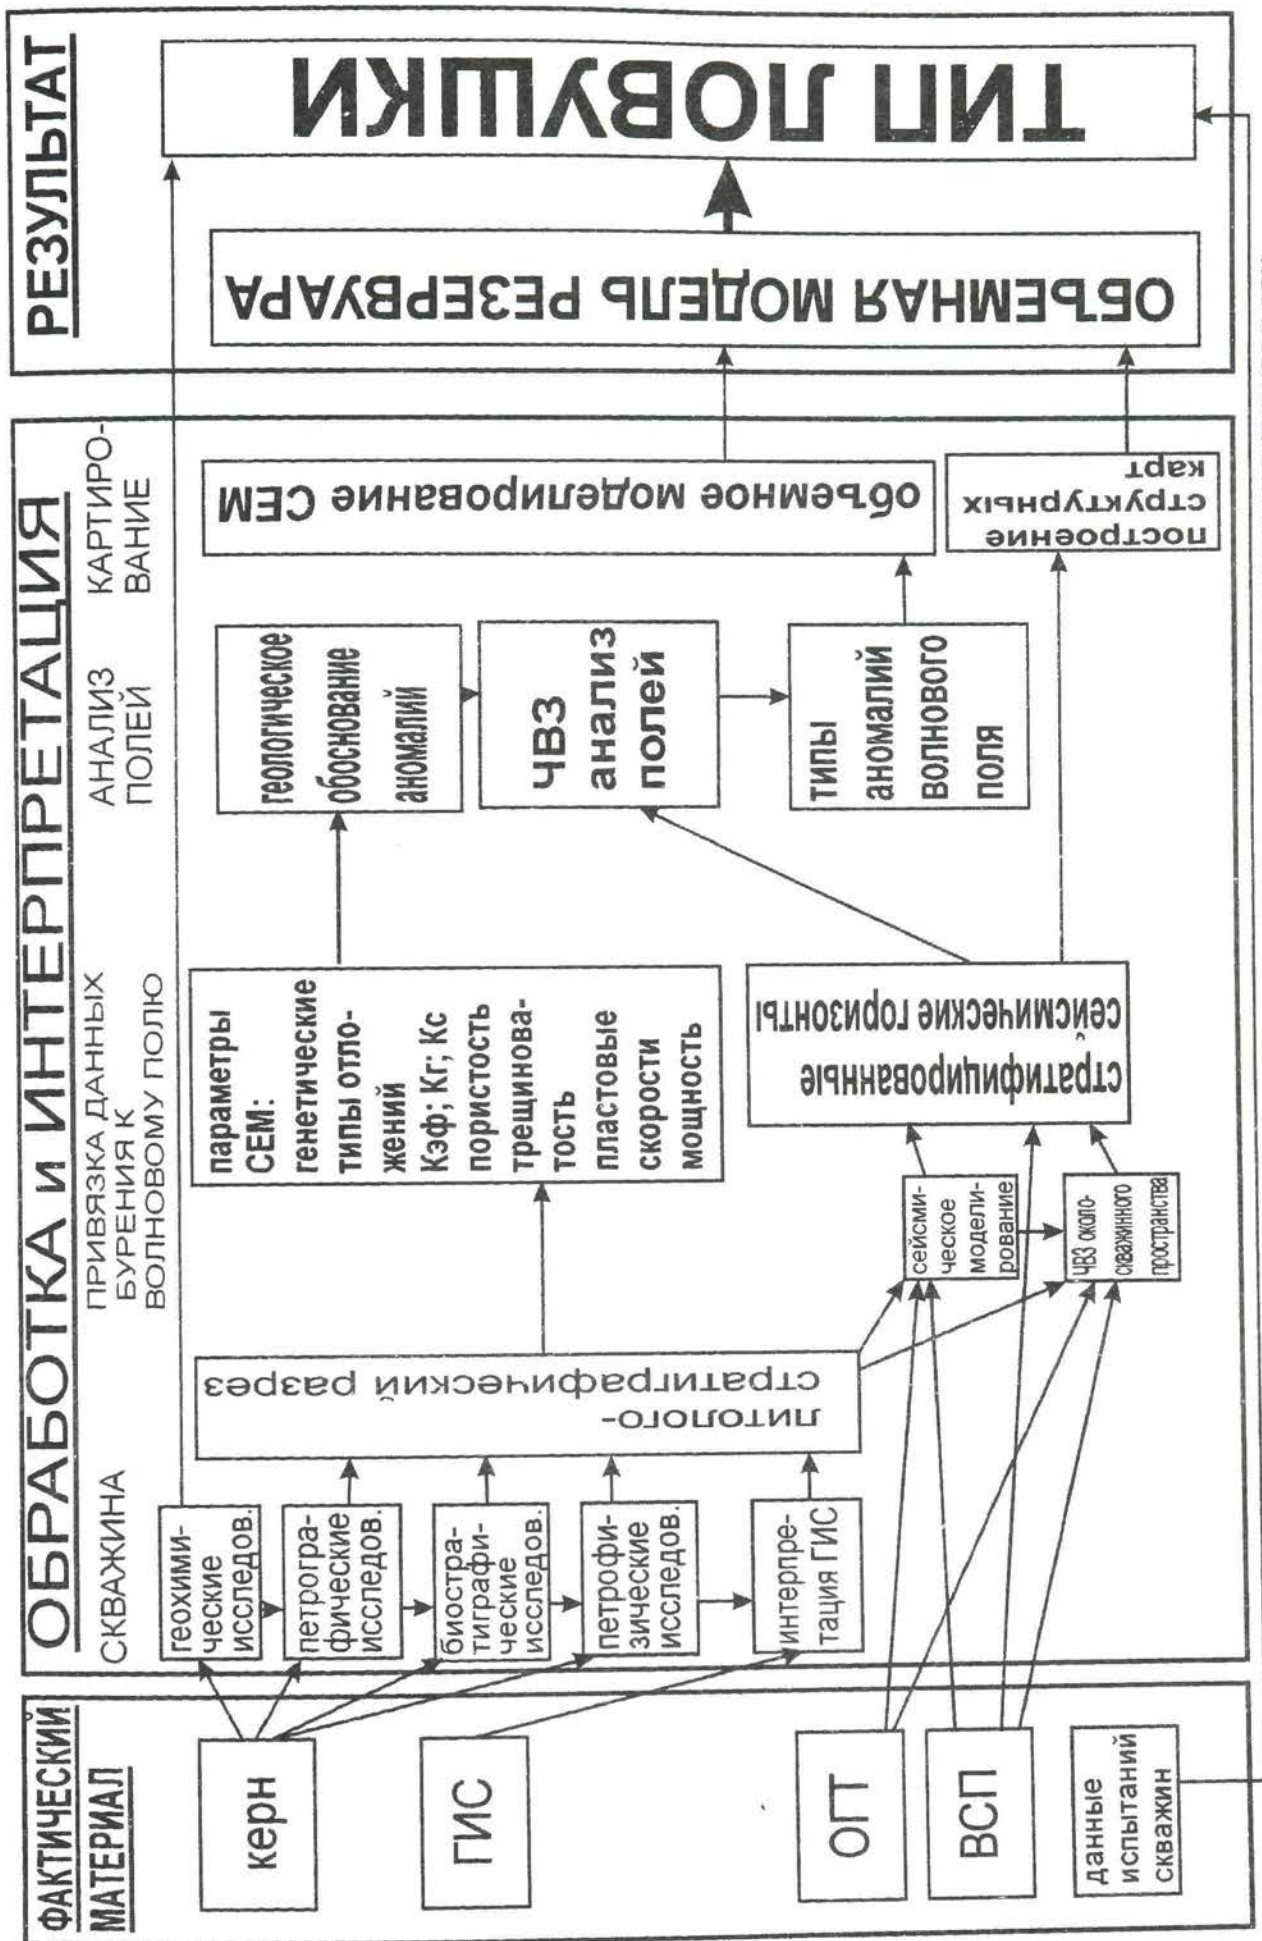 ФАКТИЧЕСКИЙ
МАТЕРИАЛ
керн
ГИС
ОГТ
ВСП
данные
испытаний
скважин
ОБРАБОТКА и ИНТЕРПРЕТАЦИЯ
СКВАЖИНА
геохими-
ческие
исследов.
петрогра-
фические
исследов.
биостра-
тиграфи-
ческие
исследов.
петрофи-
зические
исследов.
интерпре-
тация ГИС
литолого-
стратиграфический разрез
ПРИВЯЗКА ДАННЫХ
БУРЕНИЯ К
ВОЛНОВОМУ ПОЛЮ
параметры
СЕМ:
генетические
типы отло-
жений
Кэф; Кг; Кс
пористость
трещинова-
тость
пластовые
скорости
мощность
сейсми-
ческое
модели-
рование
ЧВЗ около-
скважинного
пространства
стратифицированные
сейсмические горизонты
АНАЛИЗ
ПОЛЕЙ
геологическое
обоснование
аномалий
ЧВЗ
анализ
полей
типы
аномалий
волнового
поля
КАРТИРО-
ВАНИЕ
объемное моделирование СЕМ
построение
структурных
карт
РЕЗУЛЬТАТ
ОБЪЕМНАЯ МОДЕЛЬ РЕЗЕРВУАРА
ТИП ЛОВУШКИ